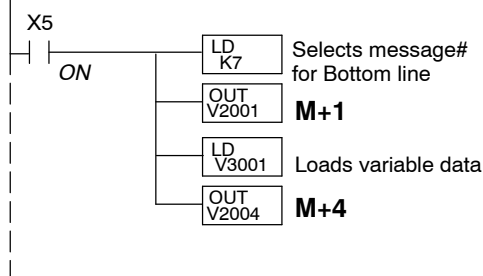 X5
ON
LD
K7
Selects message#
for Bottom line
OUT
V2001
M+1
LD
V3001
Loads variable data
OUT
V2004
M+4